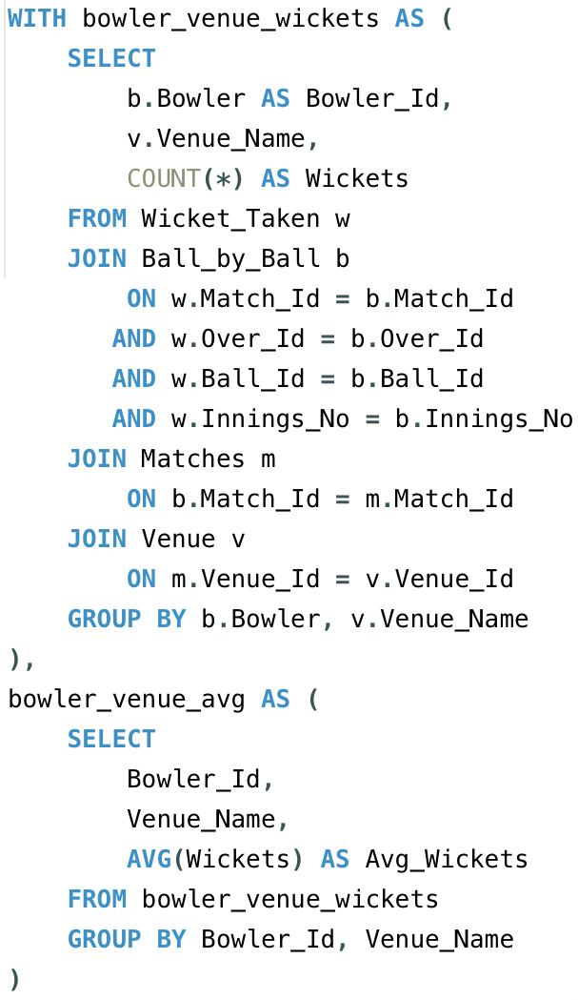 WITH bowler_venue_wickets AS (
    SELECT
        b.Bowler AS Bowler_Id,
        v.Venue_Name,
        COUNT(*) AS Wickets
    FROM Wicket_Taken w
    JOIN Ball_by_Ball b
        ON w.Match_Id = b.Match_Id
       AND w.Over_Id = b.Over_Id
       AND w.Ball_Id = b.Ball_Id
       AND w.Innings_No = b.Innings_No
    JOIN Matches m
        ON b.Match_Id = m.Match_Id
    JOIN Venue v
        ON m.Venue_Id = v.Venue_Id
    GROUP BY b.Bowler, v.Venue_Name
),
bowler_venue_avg AS (
    SELECT
        Bowler_Id,
        Venue_Name,
        AVG(Wickets) AS Avg_Wickets
    FROM bowler_venue_wickets
    GROUP BY Bowler_Id, Venue_Name
)